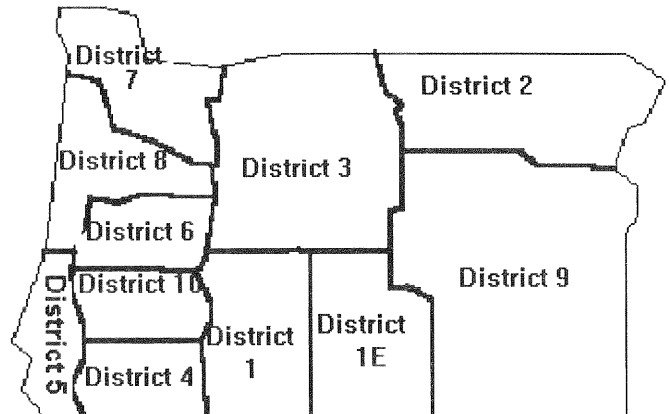 District
7
District 2
District 8
District 3
District 6
District 10
District 9
District 5
District
1
District
1E
District 4